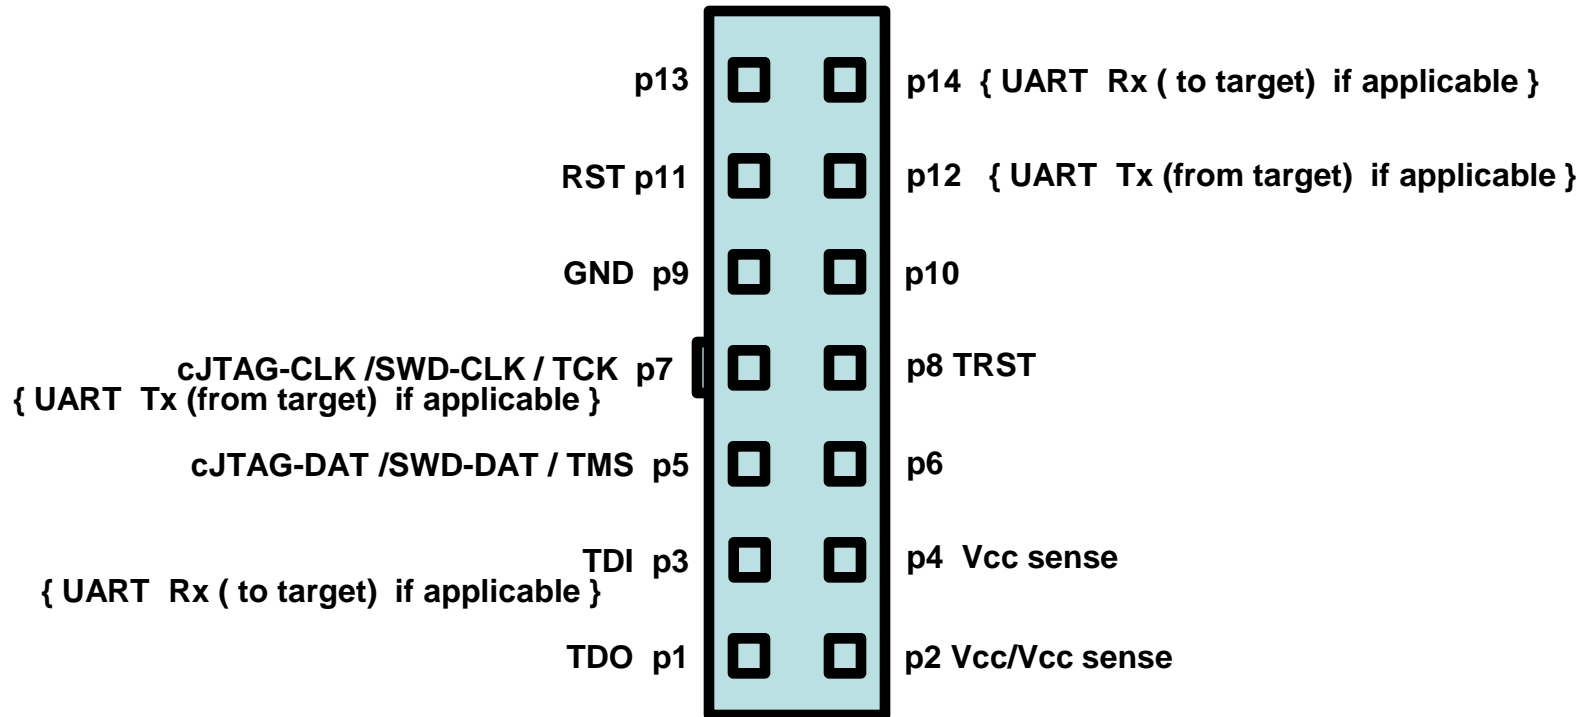 p13
p14 { UART Rx ( to target) if applicable }
RST p11
p12 { UART Tx (from target) if applicable }
GND p9
p10
cJTAG-CLK /SWD-CLK / TCK p7
{ UART Tx (from target) if applicable }
p8 TRST
cJTAG-DAT /SWD-DAT / TMS p5
p6
TDI p3
{ UART Rx ( to target) if applicable }
p4 Vcc sense
TDO p1
p2 Vcc/Vcc sense